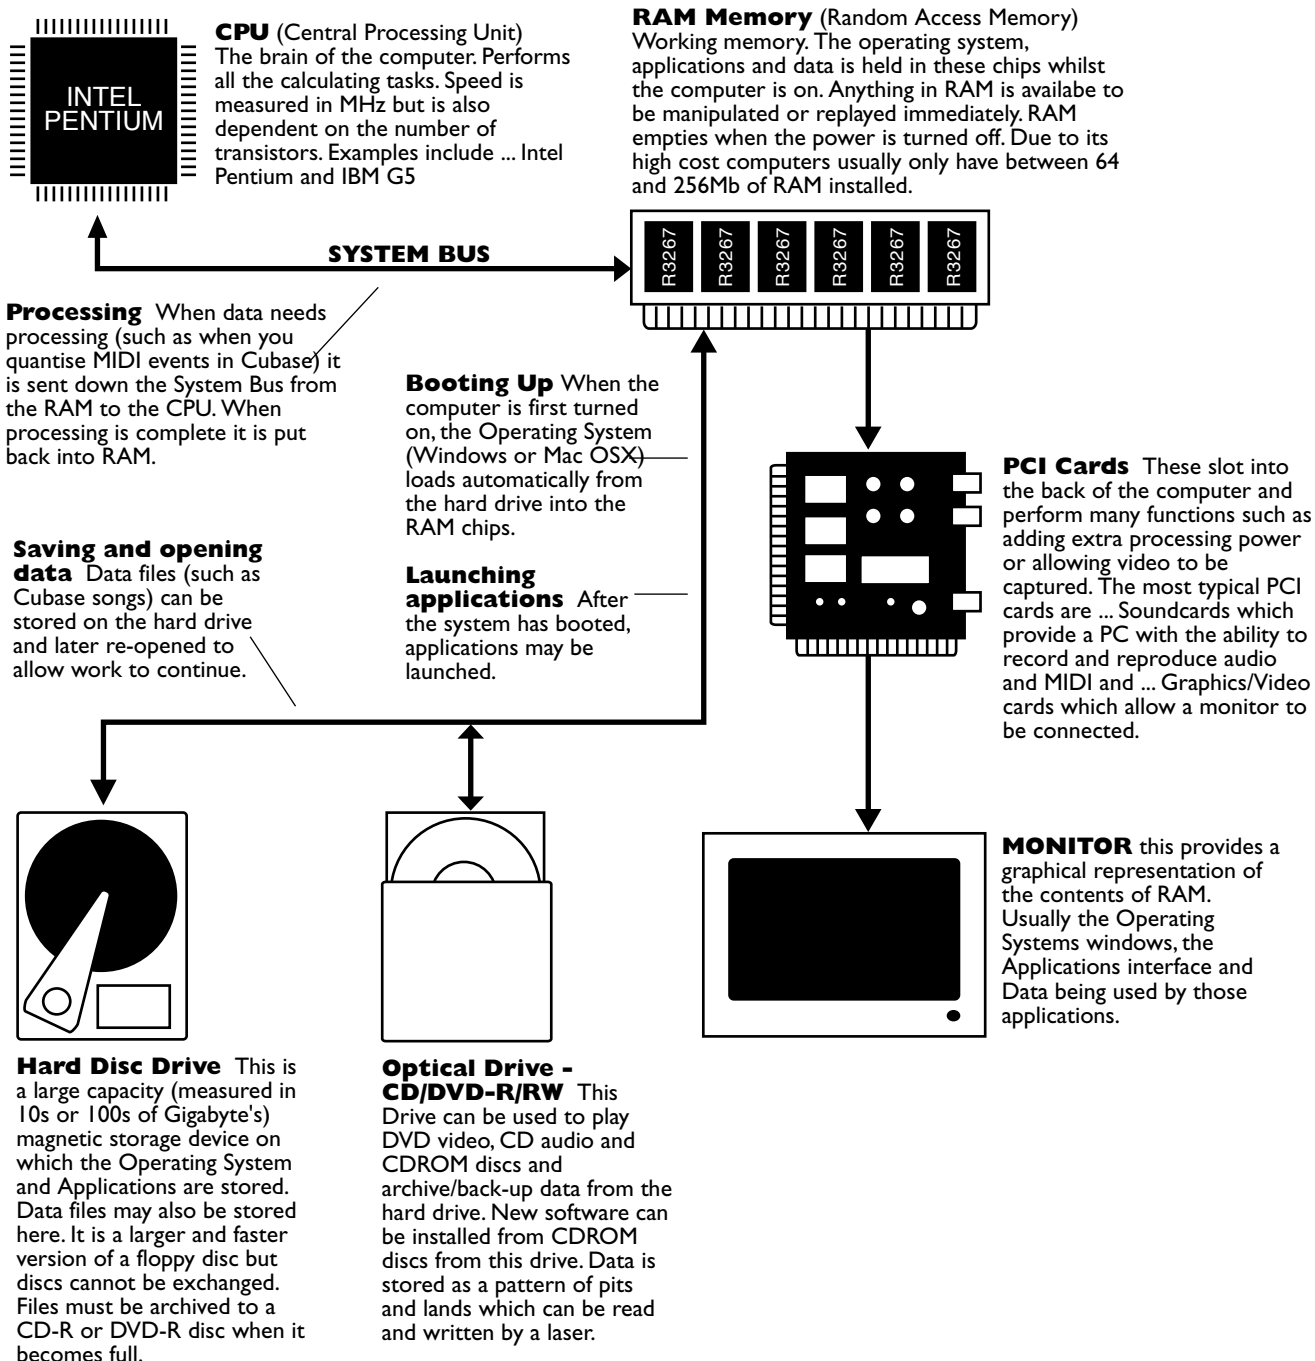 CPU (Central Processing Unit)
The brain of the computer. Performs
all the calculating tasks. Speed is
measured in MHz but is also
dependent on the number of
transistors. Examples include ... Intel
Pentium and IBM G5
INTEL
PENTIUM
RAM Memory (Random Access Memory)
Working memory. The operating system,
applications and data is held in these chips whilst
the computer is on. Anything in RAM is availabe to
be manipulated or replayed immediately. RAM
empties when the power is turned off. Due to its
high cost computers usually only have between 64
and 256Mb of RAM installed.
SYSTEM BUS
R3267
R3267
R3267
R3267
R3267
R3267
Processing When data needs
processing (such as when you
quantise MIDI events in Cubase) it
is sent down the System Bus from
the RAM to the CPU. When
processing is complete it is put
back into RAM.
Booting Up When the
computer is first turned
on, the Operating System
(Windows or Mac OSX)
loads automatically from
the hard drive into the
RAM chips.
Launching
applications After
the system has booted,
applications may be
launched.
Saving and opening
data Data files (such as
Cubase songs) can be
stored on the hard drive
and later re-opened to
allow work to continue.
PCI Cards These slot into
the back of the computer and
perform many functions such as
adding extra processing power
or allowing video to be
captured. The most typical PCI
cards are ... Soundcards which
provide a PC with the ability to
record and reproduce audio
and MIDI and ... Graphics/Video
cards which allow a monitor to
be connected.
MONITOR this provides a
graphical representation of
the contents of RAM.
Usually the Operating
Systems windows, the
Applications interface and
Data being used by those
applications.
Hard Disc Drive This is
a large capacity (measured in
10s or 100s of Gigabyte's)
magnetic storage device on
which the Operating System
and Applications are stored.
Data files may also be stored
here. It is a larger and faster
version of a floppy disc but
discs cannot be exchanged.
Files must be archived to a
CD-R or DVD-R disc when it
becomes full.
Optical Drive -
CD/DVD-R/RW This
Drive can be used to play
DVD video, CD audio and
CDROM discs and
archive/back-up data from the
hard drive. New software can
be installed from CDROM
discs from this drive. Data is
stored as a pattern of pits
and lands which can be read
and written by a laser.